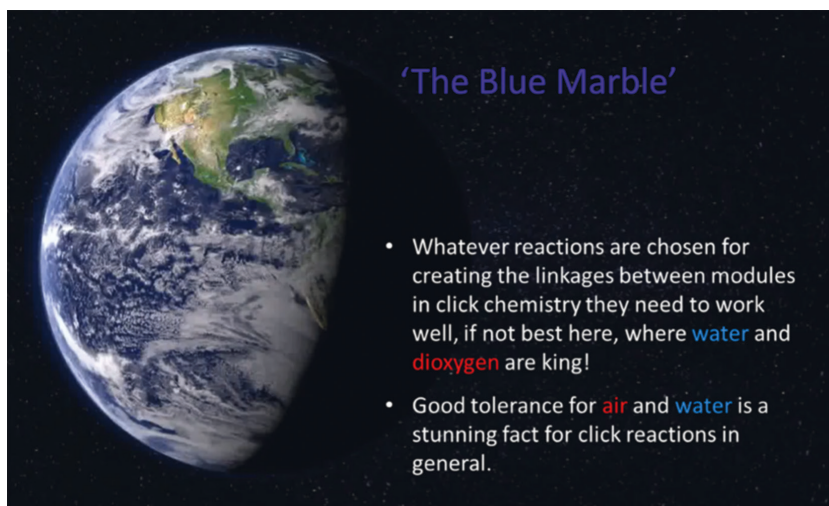 ‘The Blue Marble’
• Whatever reactions are chosen for
creating the linkages between modules
in click chemistry they need to work
well, if not best here, where water and
dioxygen are king!
• Good tolerance for air and water is a
stunning fact for click reactions in
general.